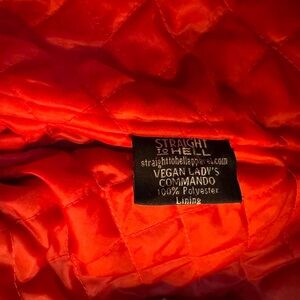 STRAIGHT
TO HELL
straighttohellapparel.com
VEGAN LADY'S
COMMANDO
100% Polyester
Lining